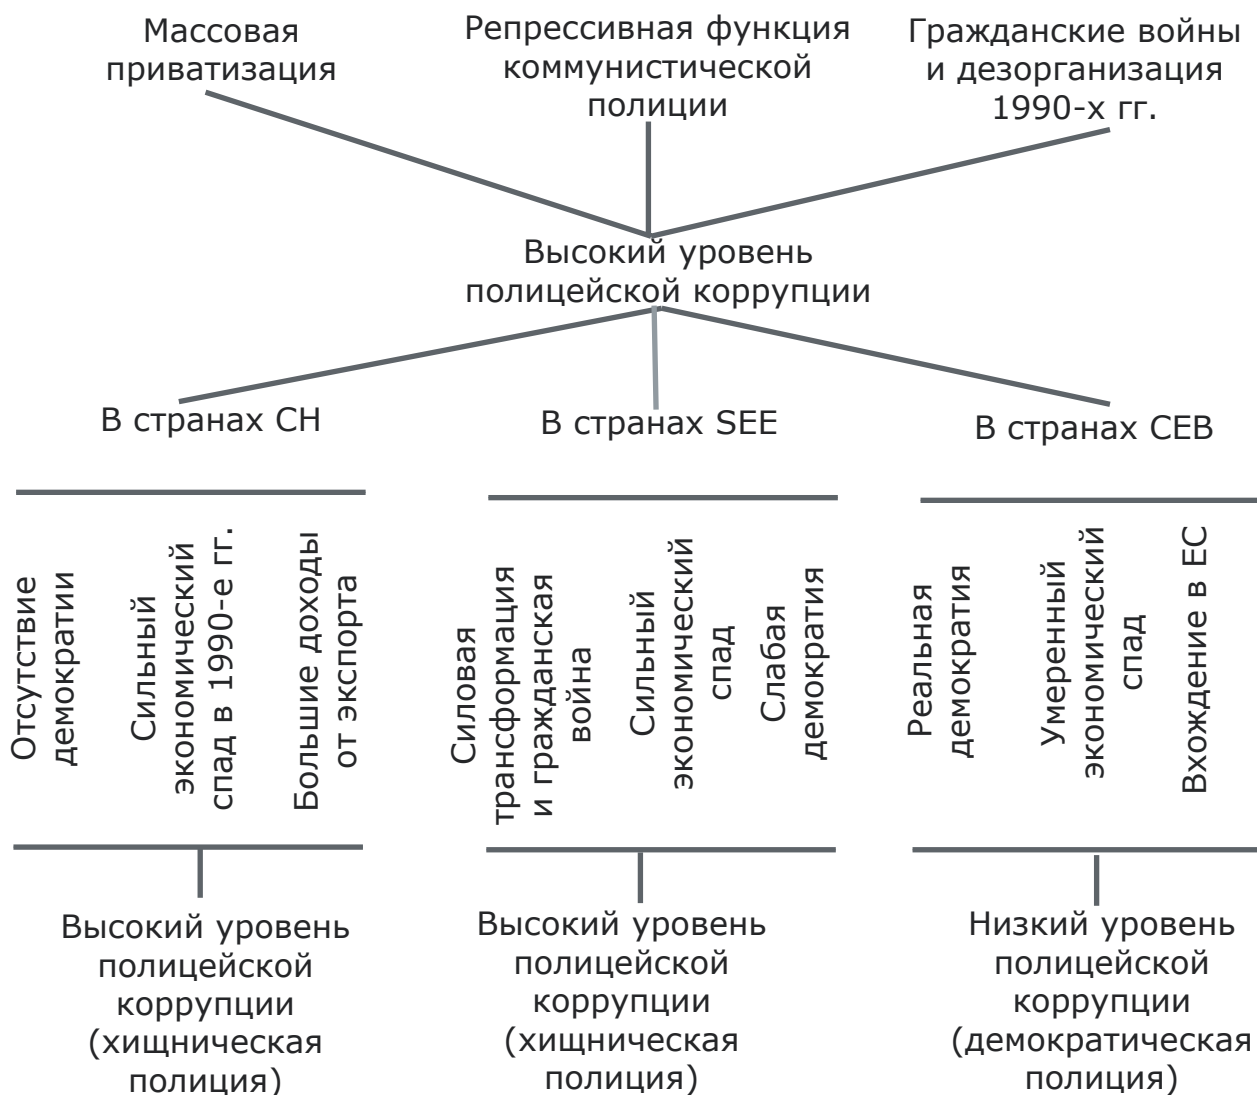 Массовая
приватизация
Репрессивная функция
коммунистической
полиции
Гражданские войны
и дезорганизация
1990-х гг.
Высокий уровень
полицейской коррупции
В странах СН
В странах SEE
В странах CEB
Отсутствие
демократии
Сильный
экономический
спад в 1990-е гг.
Большие доходы
от экспорта
Силовая
трансформация
и гражданская
война
Сильный
экономический
спад
Слабая
демократия
Реальная
демократия
Умеренный
экономический
спад
Вхождение в ЕС
Высокий уровень
полицейской
коррупции
(хищническая
полиция)
Высокий уровень
полицейской
коррупции
(хищническая
полиция)
Низкий уровень
полицейской
коррупции
(демократическая
полиция)